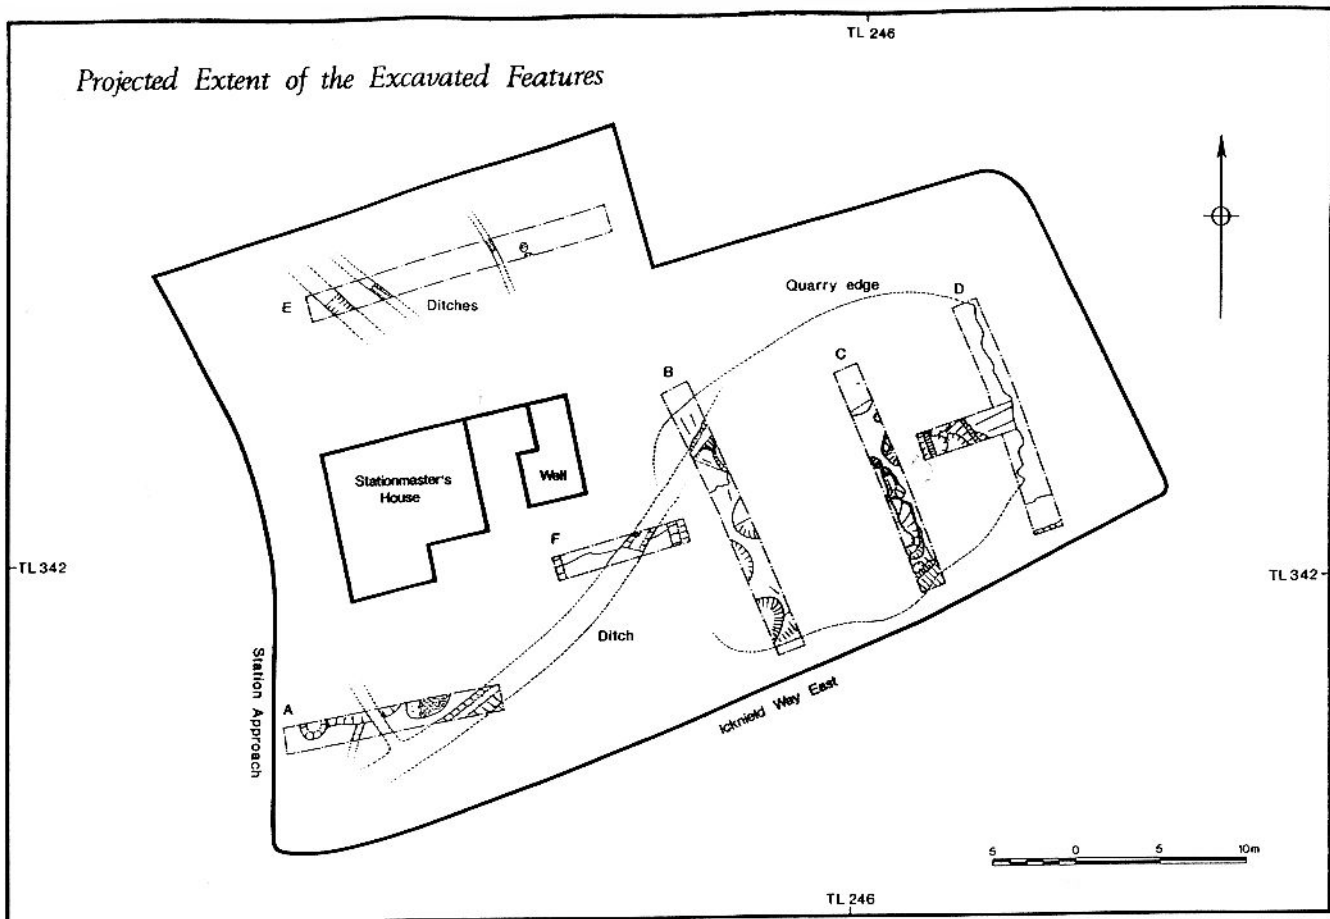 TL 246
Projected Extent of the Excavated Features
E
Ditches
Quarry edge
D
B
C
Stationmaster's
House
Well
F
TL 342
TL 342
Ditch
Station Approach
A
Icknield Way East
5 0 5 10m
TL 246